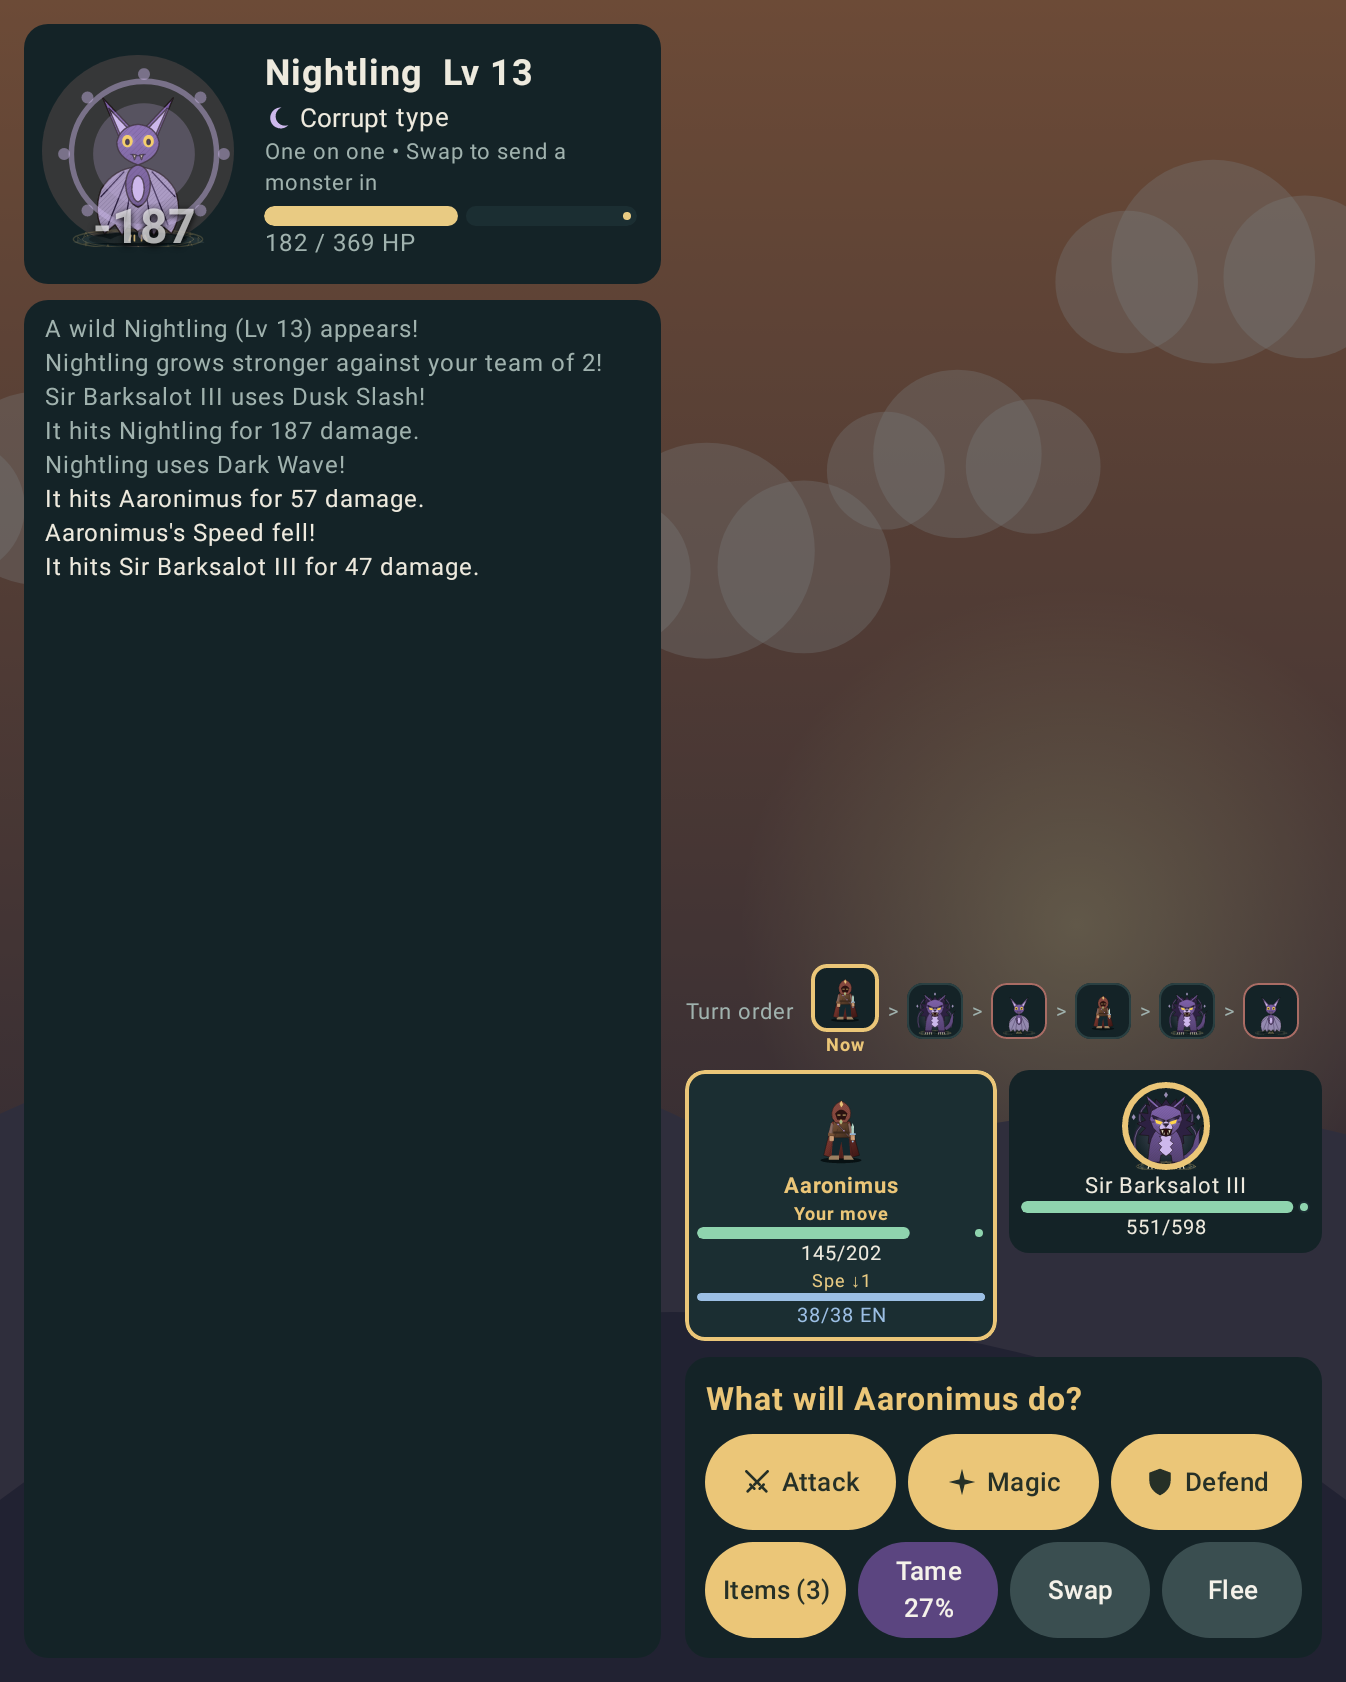 Nightling Lv 13
Corrupt type
One on one • Swap to send a
monster in
-187
182 / 369 HP
A wild Nightling (Lv 13) appears!
Nightling grows stronger against your team of 2!
Sir Barksalot III uses Dusk Slash!
It hits Nightling for 187 damage.
Nightling uses Dark Wave!
It hits Aaronimus for 57 damage.
Aaronimus's Speed fell!
It hits Sir Barksalot III for 47 damage.
Turn order > > > > >
Now
Aaronimus
Your move
145/202
Spe ↓1
38/38 EN
Sir Barksalot III
551/598
What will Aaronimus do?
Attack
Magic
Defend
Items (3)
Tame
27%
Swap
Flee